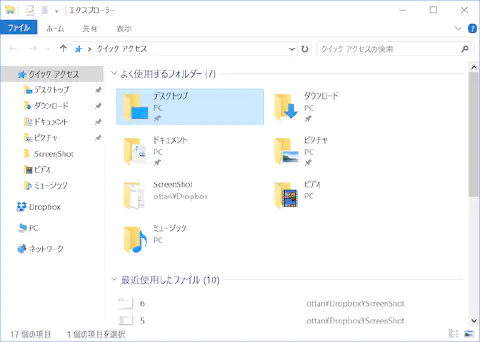 エクスプローラー
ファイル ホーム 共有 表示
クイック アクセス
クイック アクセスの検索
クイック アクセス
デスクトップ
ダウンロード
ドキュメント
ピクチャ
ScreenShot
ビデオ
ミュージック
Dropbox
PC
ネットワーク
よく使用するフォルダー (7)
デスクトップ
PC
ダウンロード
PC
ドキュメント
PC
ピクチャ
PC
ScreenShot
ottan¥Dropbox
ビデオ
PC
ミュージック
PC
最近使用したファイル (10)
6 ottan¥Dropbox¥ScreenShot
5 ottan¥Dropbox¥ScreenShot
17 個の項目 1 個の項目を選択